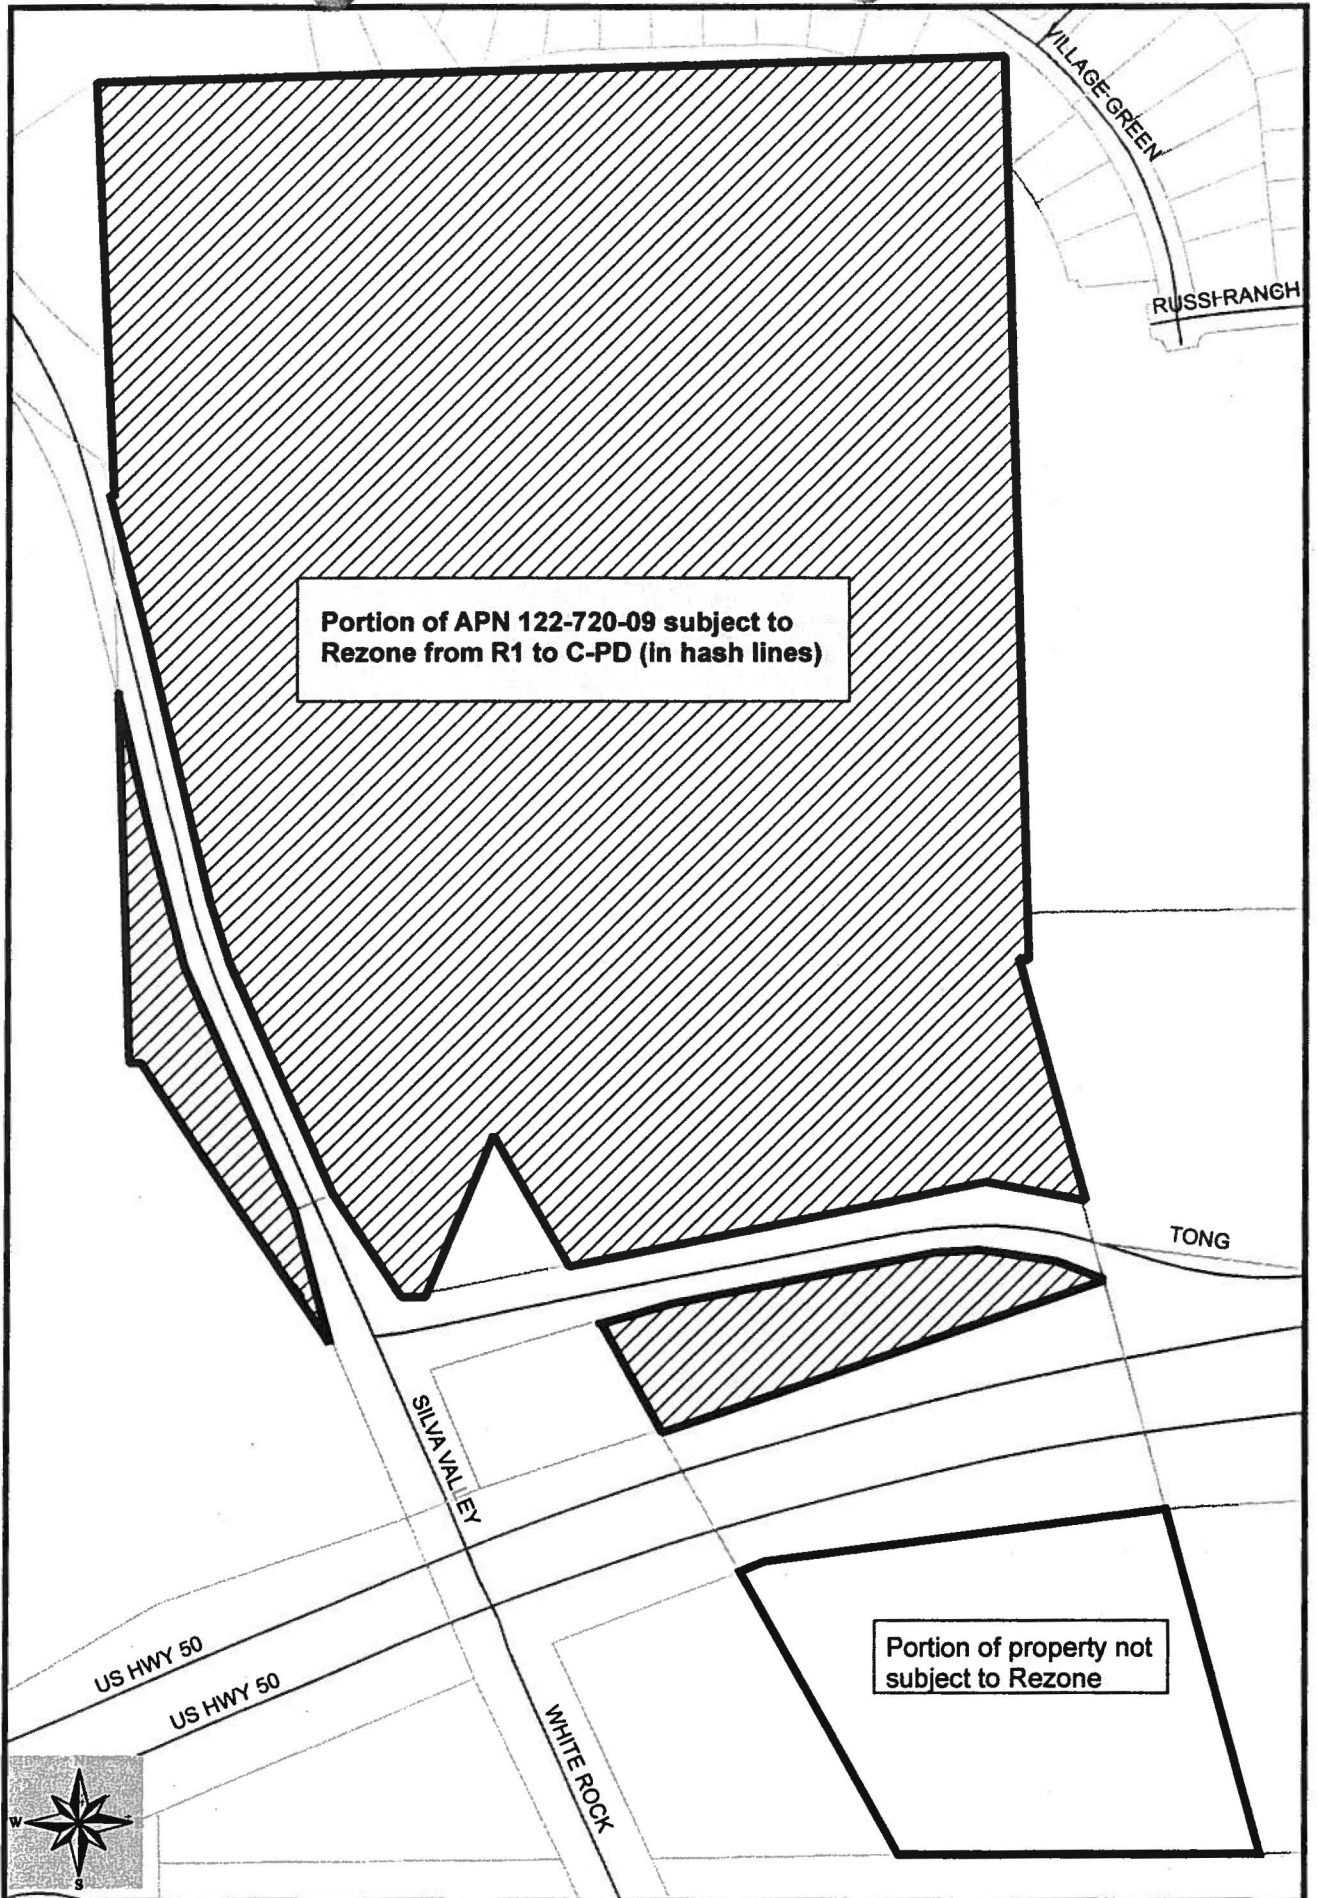 VILLAGE GREEN
RUSSI RANCH
Portion of APN 122-720-09 subject to
Rezone from R1 to C-PD (in hash lines)
TONG
SILVA VALLEY
US HWY 50
US HWY 50
Portion of property not
subject to Rezone
WHITE ROCK
N
W
S